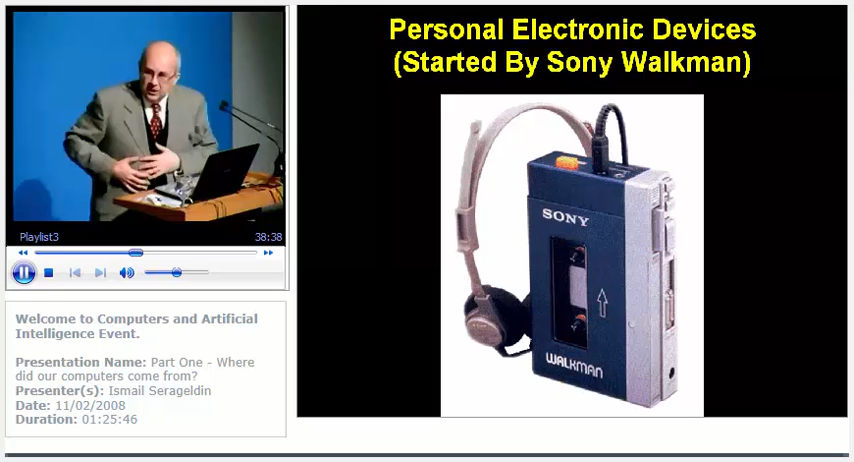 Personal Electronic Devices
(Started By Sony Walkman)
SONY
WALKMAN
Playlist3
38:38
Welcome to Computers and Artificial
Intelligence Event.
Presentation Name: Part One - Where
did our computers come from?
Presenter(s): Ismail Serageldin
Date: 11/02/2008
Duration: 01:25:46